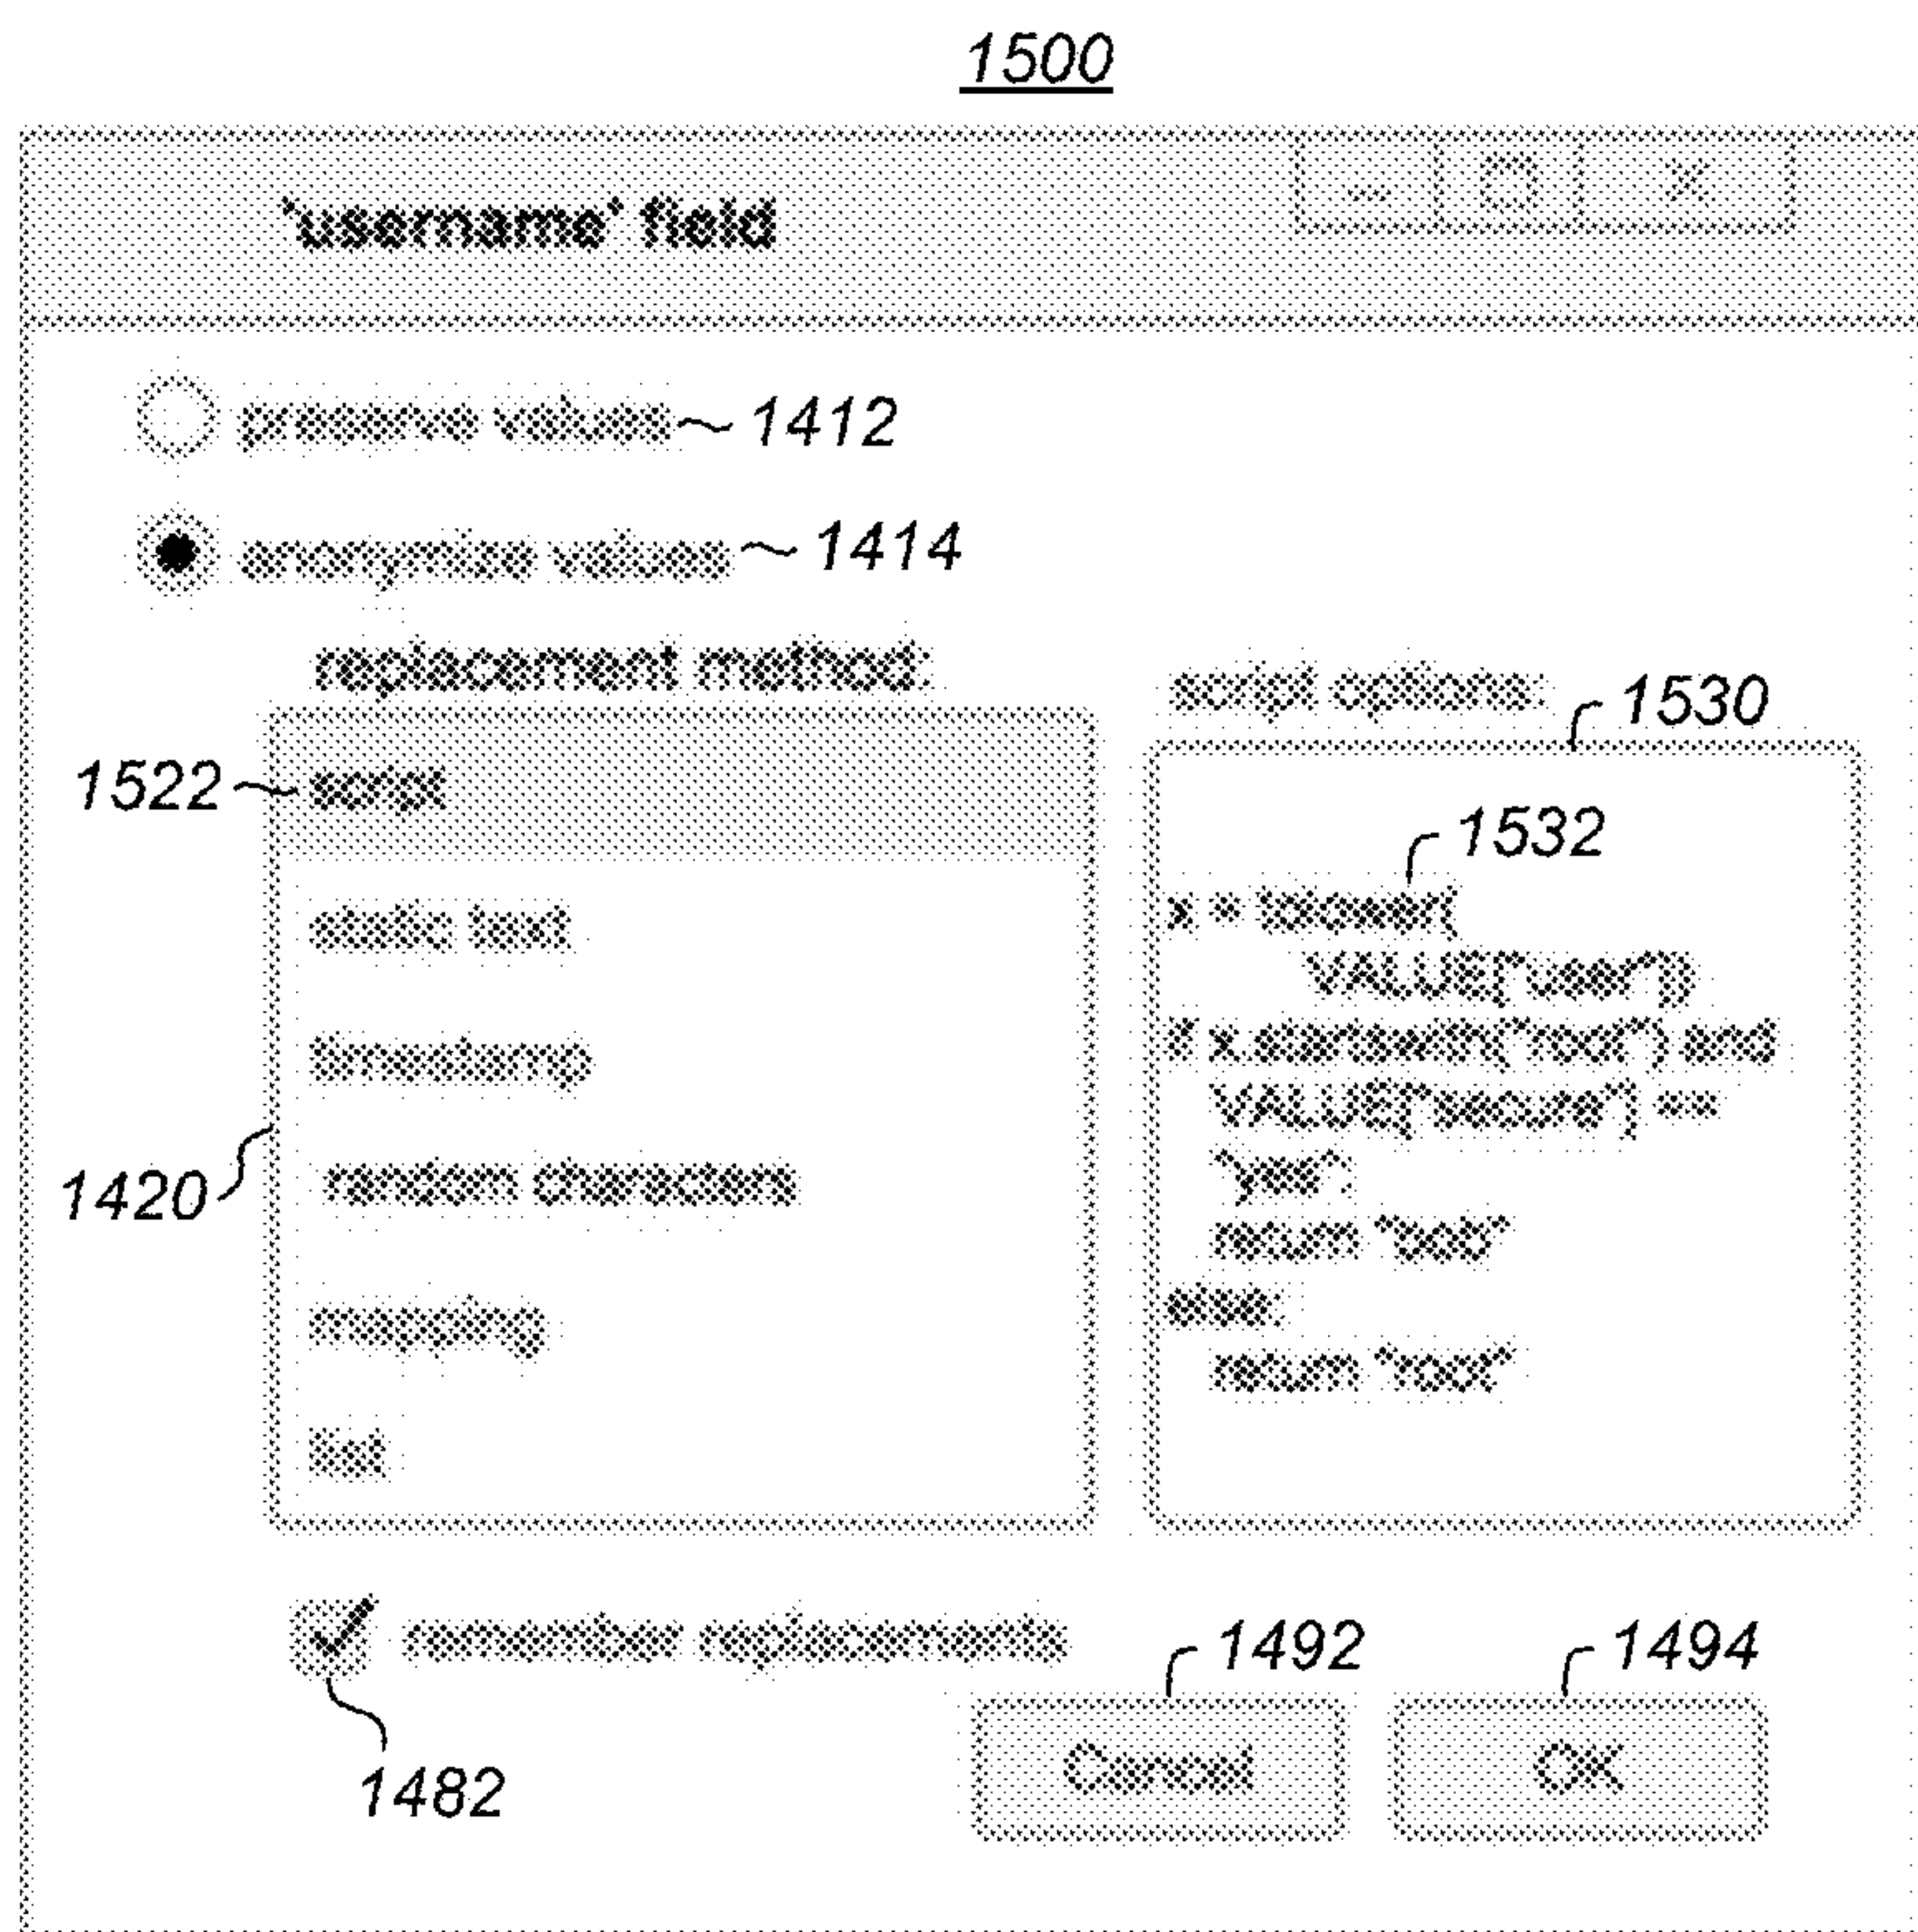 1500
'username' field
preserve values 1412
anonymise values 1414
replacement method:
script options:
1530
1522
script
1532
static text
timestamp
1420
random characters
mapping
list
x = tolower(
VALUE["user"])
if x.startswith("root") and
VALUE["secure"] ==
"yes":
return "bob"
else:
return "root"
remember replacements
1482
1492
1494
Cancel
OK